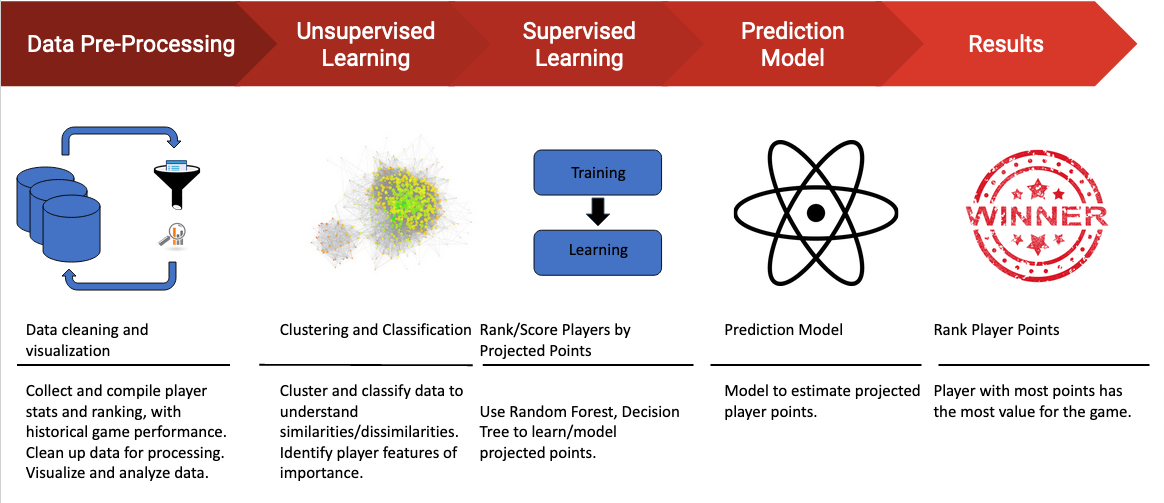 Data Pre-Processing
Unsupervised
Learning
Supervised
Learning
Prediction
Model
Results
Training
Learning
WINNER
Data cleaning and
visualization
Collect and compile player
stats and ranking, with
historical game performance.
Clean up data for processing.
Visualize and analyze data.
Clustering and Classification
Cluster and classify data to
understand
similarities/dissimilarities.
Identify player features of
importance.
Rank/Score Players by
Projected Points
Use Random Forest, Decision
Tree to learn/model
projected points.
Prediction Model
Model to estimate projected
player points.
Rank Player Points
Player with most points has
the most value for the game.